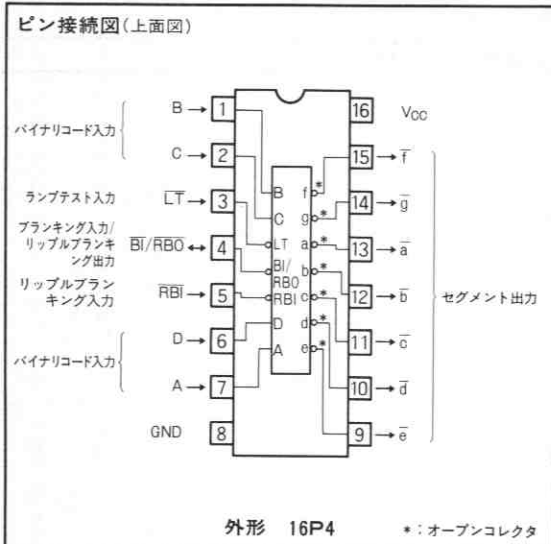 ピン接続図(上面図)
バイナリコード入力
B→ 1
C→ 2
ランプテスト入力 L̅T̅→ 3
ブランキング入力/
リップルブランキ
ング出力
B̅I̅/R̅B̅O̅↔ 4
リップルブラン
キング入力
R̅B̅I̅→ 5
バイナリコード入力
D→ 6
A→ 7
GND 8
B
C
LT
BI/
RBO
RBI
D
A
f*
g*
a*
b*
c*
d*
e*
16 VCC
15 →f̅
14 →g̅
13 →a̅
12 →b̅
11 →c̅
10 →d̅
9 →e̅
セグメント出力
外形 16P4
*:オープンコレクタ